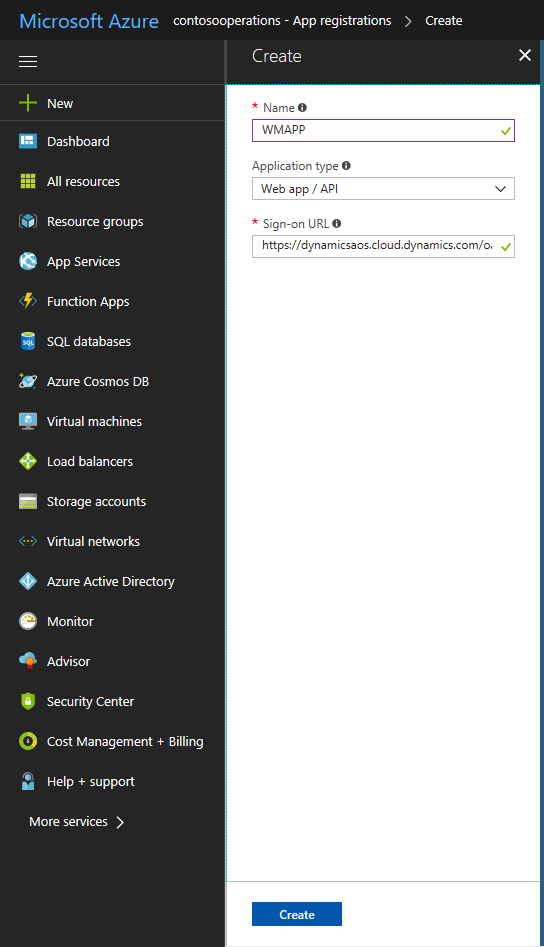 Microsoft Azure contosooperations - App registrations > Create
Create
New
Dashboard
All resources
Resource groups
App Services
Function Apps
SQL databases
Azure Cosmos DB
Virtual machines
Load balancers
Storage accounts
Virtual networks
Azure Active Directory
Monitor
Advisor
Security Center
Cost Management + Billing
Help + support
More services >
* Name
WMAPP
Application type
Web app / API
* Sign-on URL
https://dynamicsaos.cloud.dynamics.com/oa
Create